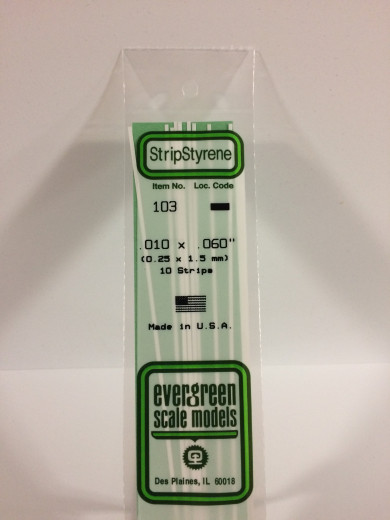 StripStyrene
Item No. Loc. Code
103
.010 x .060"
(0.25 x 1.5 mm)
10 Strips
Made in U.S.A.
evergreen
scale models
Des Plaines, IL 60018